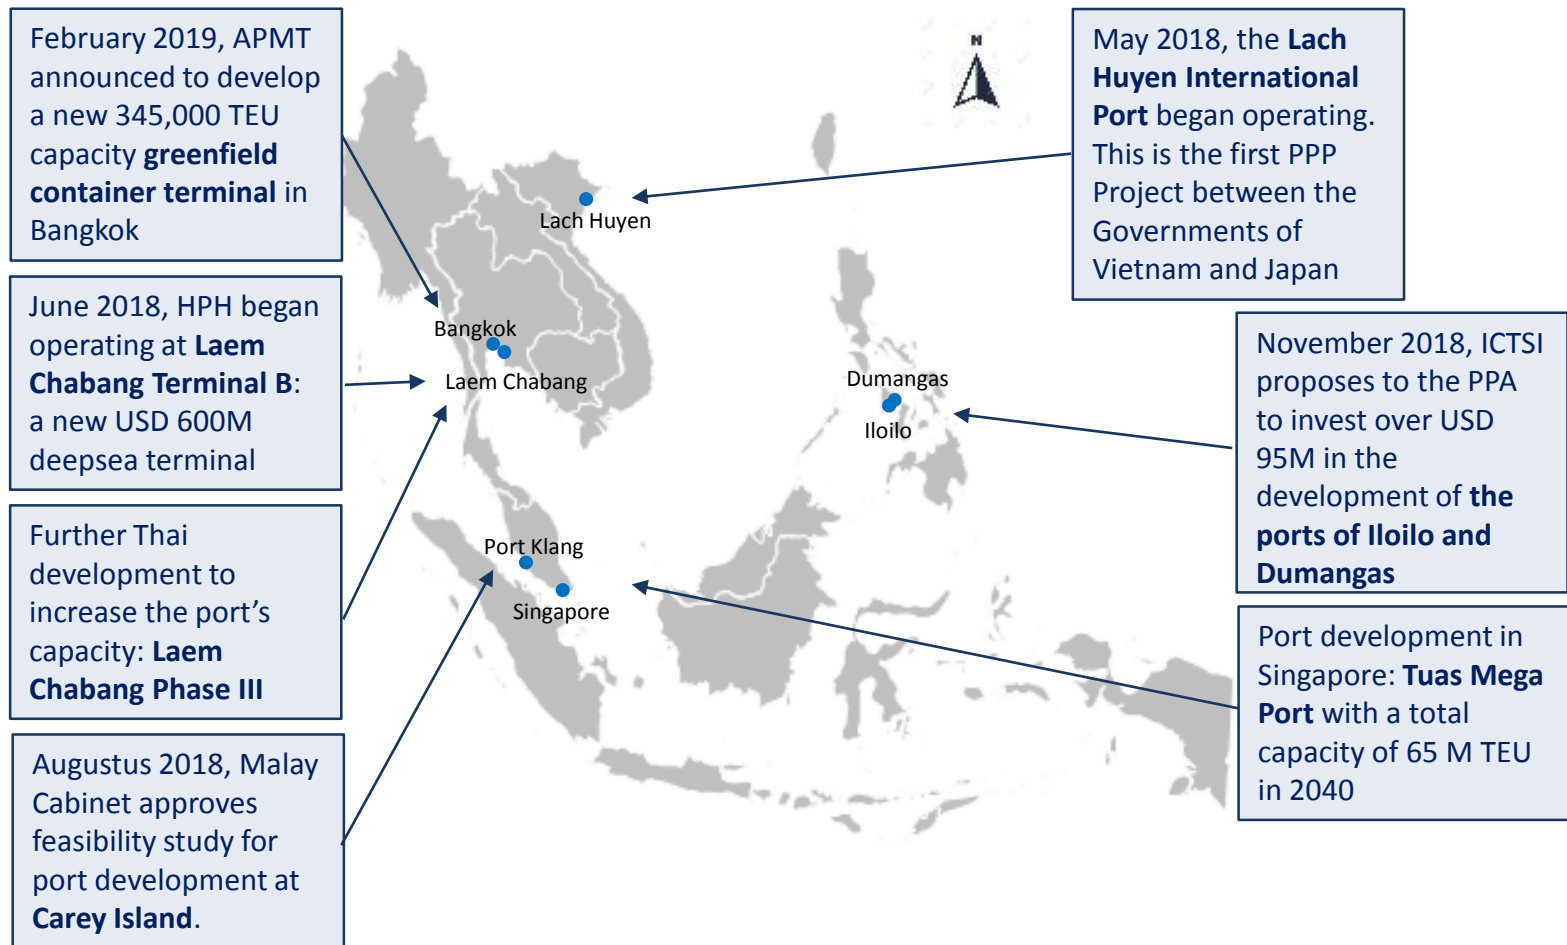 February 2019, APMT
announced to develop
a new 345,000 TEU
capacity greenfield
container terminal in
Bangkok
June 2018, HPH began
operating at Laem
Chabang Terminal B:
a new USD 600M
deepsea terminal
Further Thai
development to
increase the port’s
capacity: Laem
Chabang Phase III
Augustus 2018, Malay
Cabinet approves
feasibility study for
port development at
Carey Island.
N
Lach Huyen
Bangkok
Laem Chabang
Dumangas
Iloilo
Port Klang
Singapore
May 2018, the Lach
Huyen International
Port began operating.
This is the first PPP
Project between the
Governments of
Vietnam and Japan
November 2018, ICTSI
proposes to the PPA
to invest over USD
95M in the
development of the
ports of Iloilo and
Dumangas
Port development in
Singapore: Tuas Mega
Port with a total
capacity of 65 M TEU
in 2040